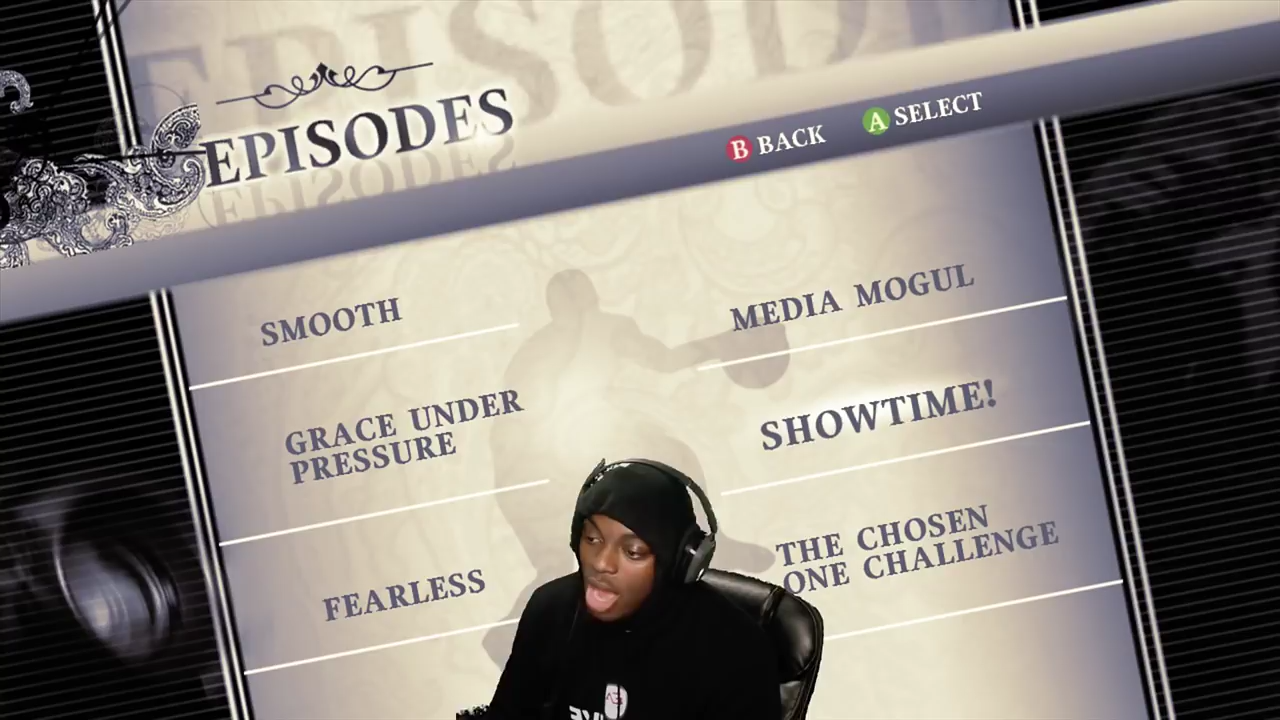 EPISODES
B BACK
A SELECT
SMOOTH
MEDIA MOGUL
GRACE UNDER
PRESSURE
SHOWTIME!
FEARLESS
THE CHOSEN
ONE CHALLENGE